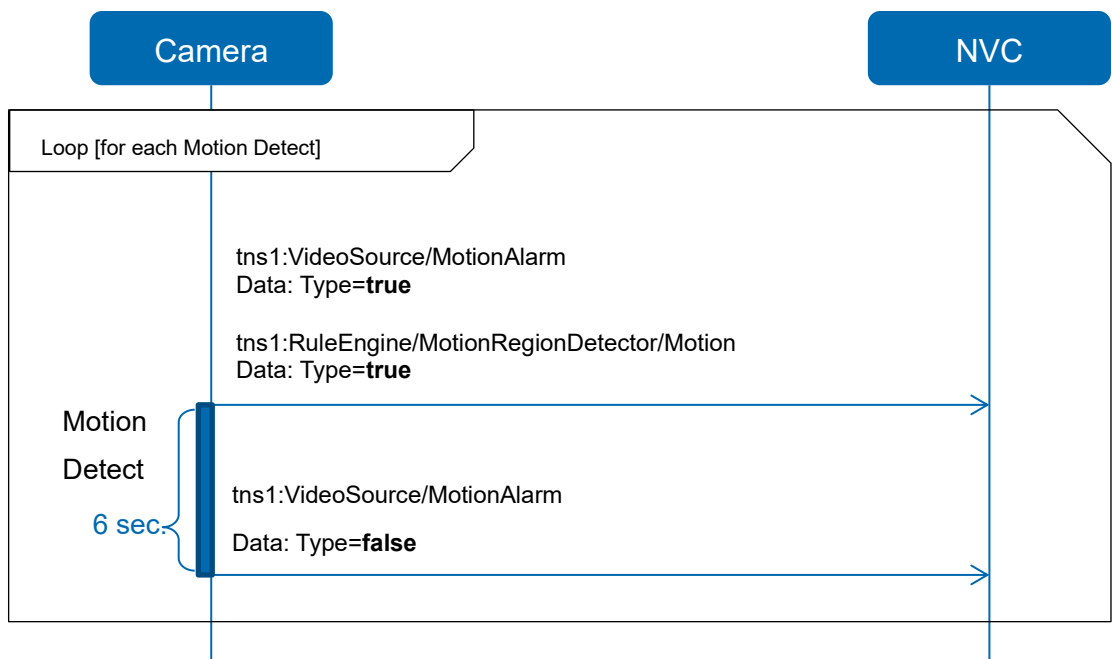 Camera
NVC
Loop [for each Motion Detect]
tns1:VideoSource/MotionAlarm
Data: Type=true
tns1:RuleEngine/MotionRegionDetector/Motion
Data: Type=true
Motion
Detect
6 sec.
tns1:VideoSource/MotionAlarm
Data: Type=false